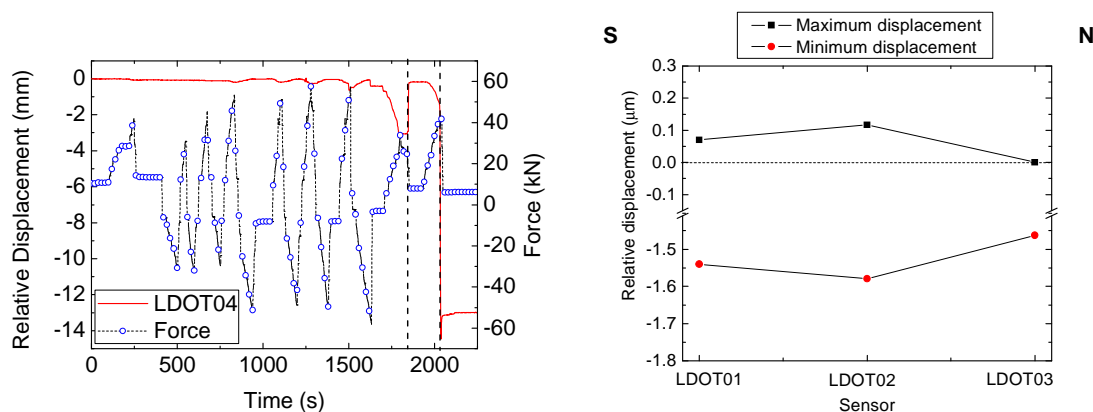 Relative Displacement (mm)
0
-2
-4
-6
-8
-10
-12
-14
LDOT04
Force
0 500 1000 1500 2000
Time (s)
60
40
20
0
-20
-40
-60
Force (kN)
S
Maximum displacement
Minimum displacement
N
Relative displacement (μm)
0.3
0.2
0.1
0.0
-0.1
-1.5
-1.6
-1.7
-1.8
LDOT01 LDOT02 LDOT03
Sensor